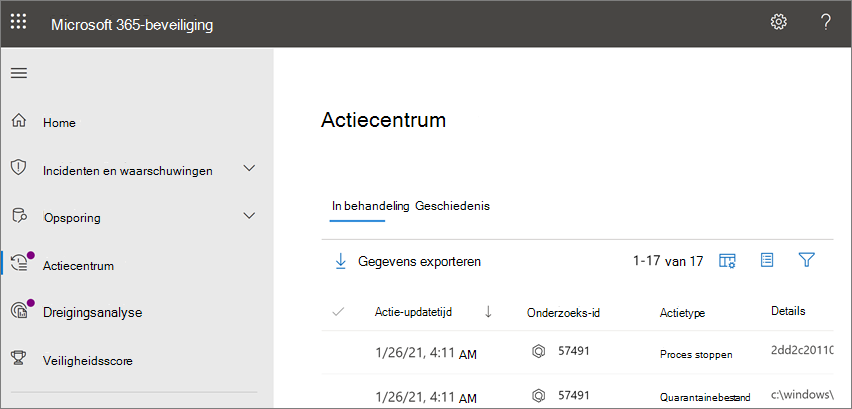 Microsoft 365-beveiliging
?
Home
Incidenten en waarschuwingen
Opsporing
Actiecentrum
Dreigingsanalyse
Veiligheidsscore
Actiecentrum
In behandeling Geschiedenis
Gegevens exporteren 1-17 van 17
Actie-updatetijd Onderzoeks-id Actietype Details
1/26/21, 4:11 AM 57491 Proces stoppen 2dd2c20110
1/26/21, 4:11 AM 57491 Quarantainebestand c:\windows\